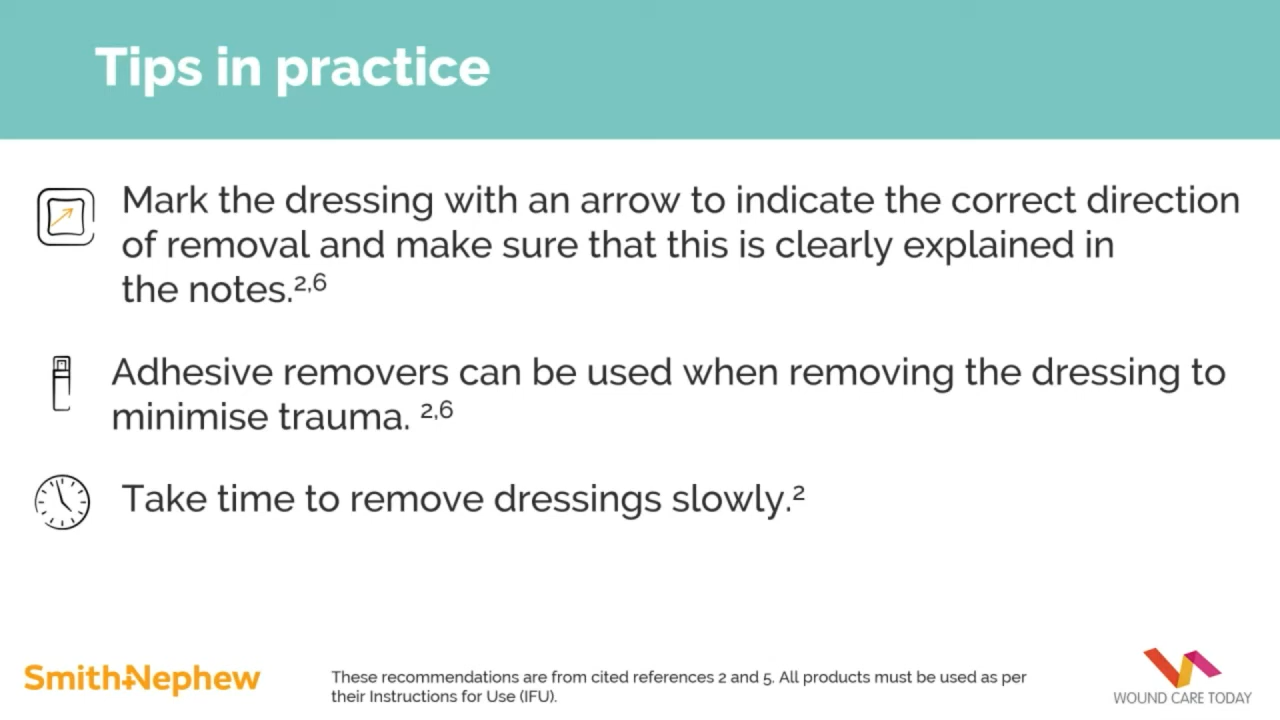 Tips in practice
Mark the dressing with an arrow to indicate the correct direction
of removal and make sure that this is clearly explained in
the notes.2,6
Adhesive removers can be used when removing the dressing to
minimise trauma. 2,6
Take time to remove dressings slowly.2
Smith+Nephew
These recommendations are from cited references 2 and 5. All products must be used as per
their Instructions for Use (IFU).
WOUND CARE TODAY